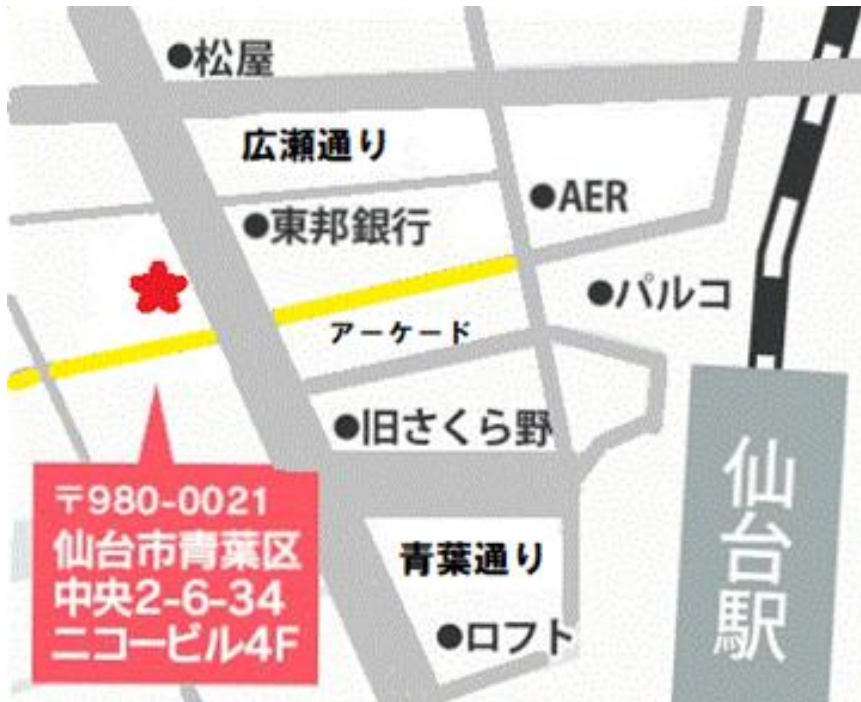 ●松屋
広瀬通り
●AER
●東邦銀行
●パルコ
アーケード
●旧さくら野
仙台駅
〒980-0021
仙台市青葉区
中央2-6-34
ニコービル4F
青葉通り
●ロフト